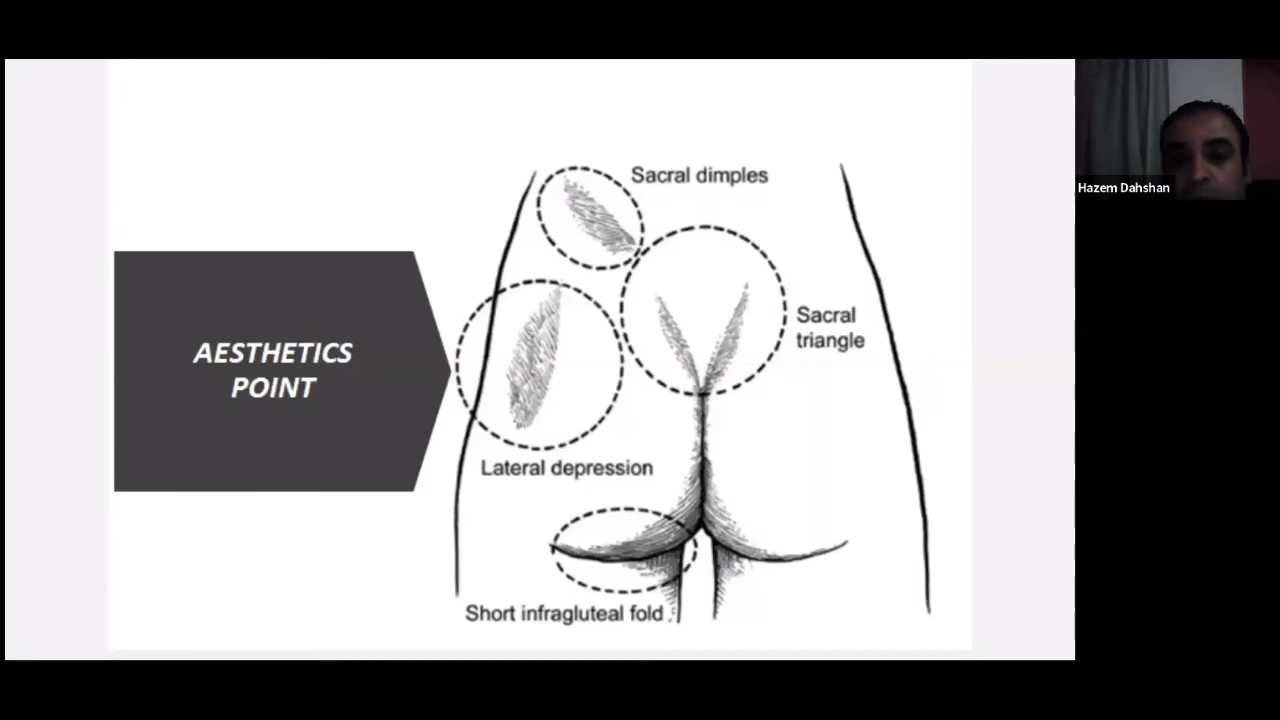 Sacral dimples
Hazem Dahshan
AESTHETICS
POINT
Sacral
triangle
Lateral depression
Short infragluteal fold